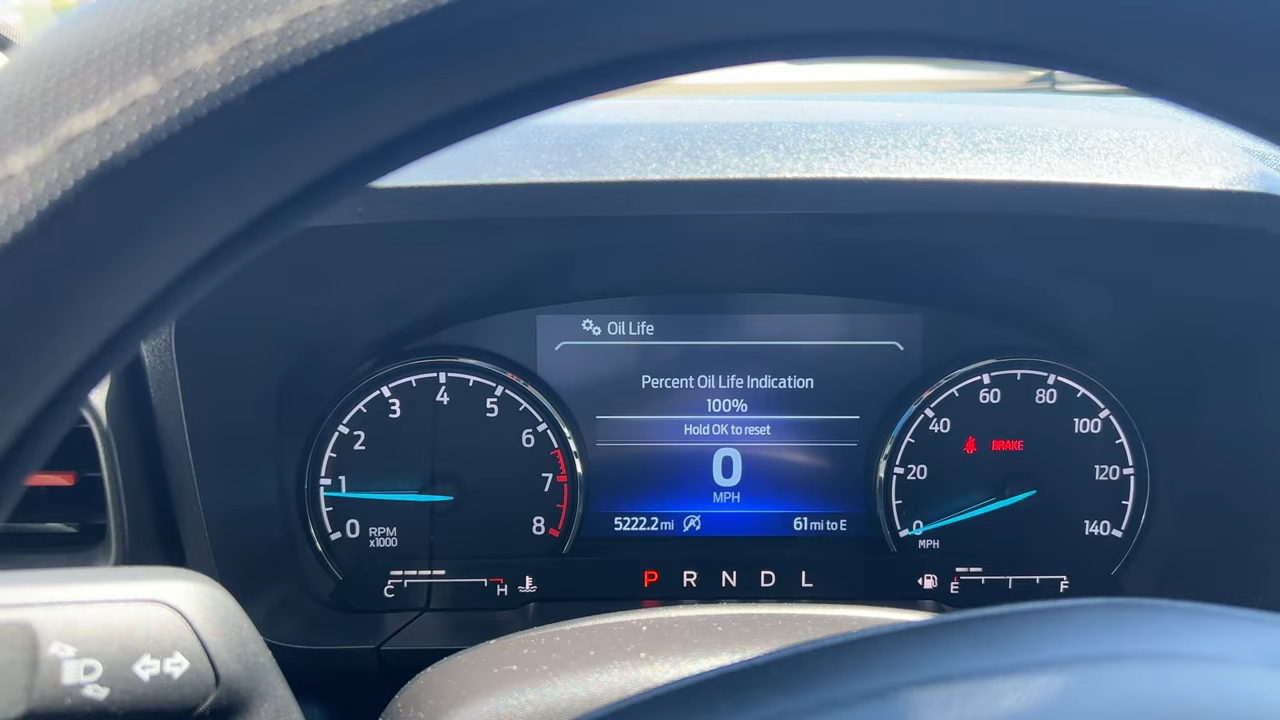 Oil Life
Percent Oil Life Indication
100%
Hold OK to reset
0
MPH
5222.2 mi
61 mi to E
0 1 2 3 4 5 6 7 8
RPM
x1000
0 20 40 60 80 100 120 140
MPH
BRAKE
C H
P R N D L
E F